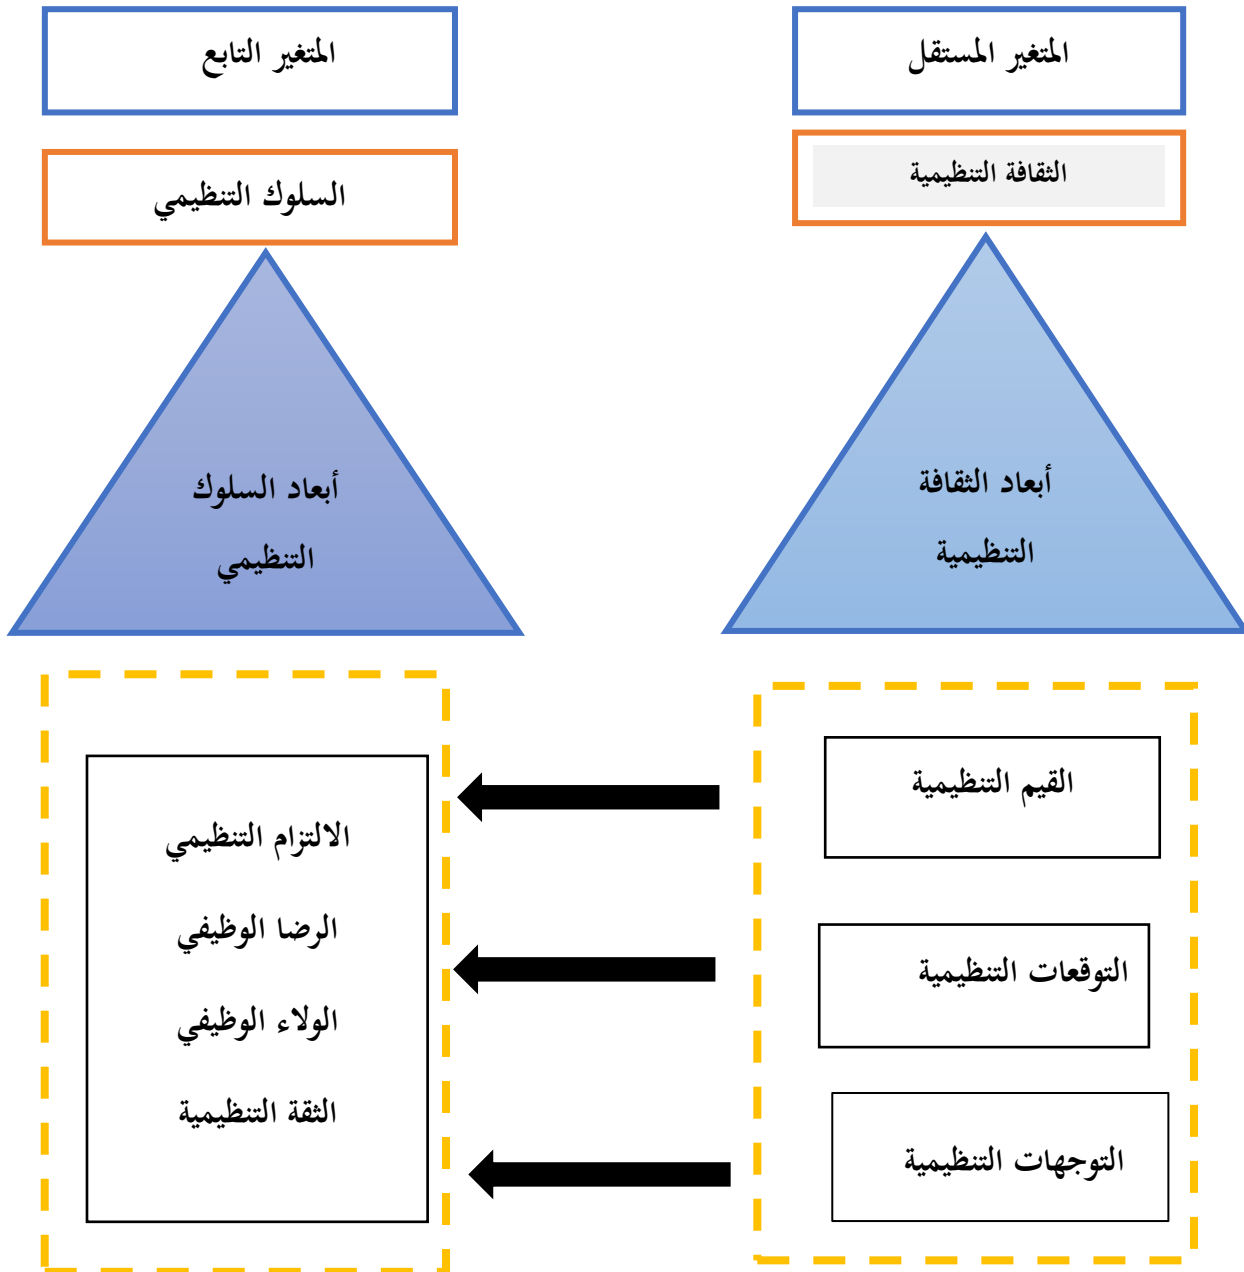 المتغير المستقل
المتغير التابع
الثقافة التنظيمية
السلوك التنظيمي
أبعاد الثقافة
التنظيمية
أبعاد السلوك
التنظيمي
القيم التنظيمية
التوقعات التنظيمية
التوجهات التنظيمية
الالتزام التنظيمي
الرضا الوظيفي
الولاء الوظيفي
الثقة التنظيمية